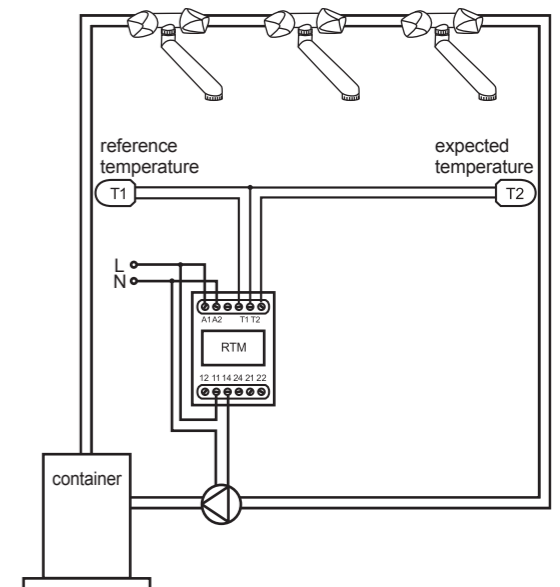 reference
temperature
expected
temperature
T1
T2
L
N
A1 A2 T1 T2
RTM
12 11 14 24 21 22
container